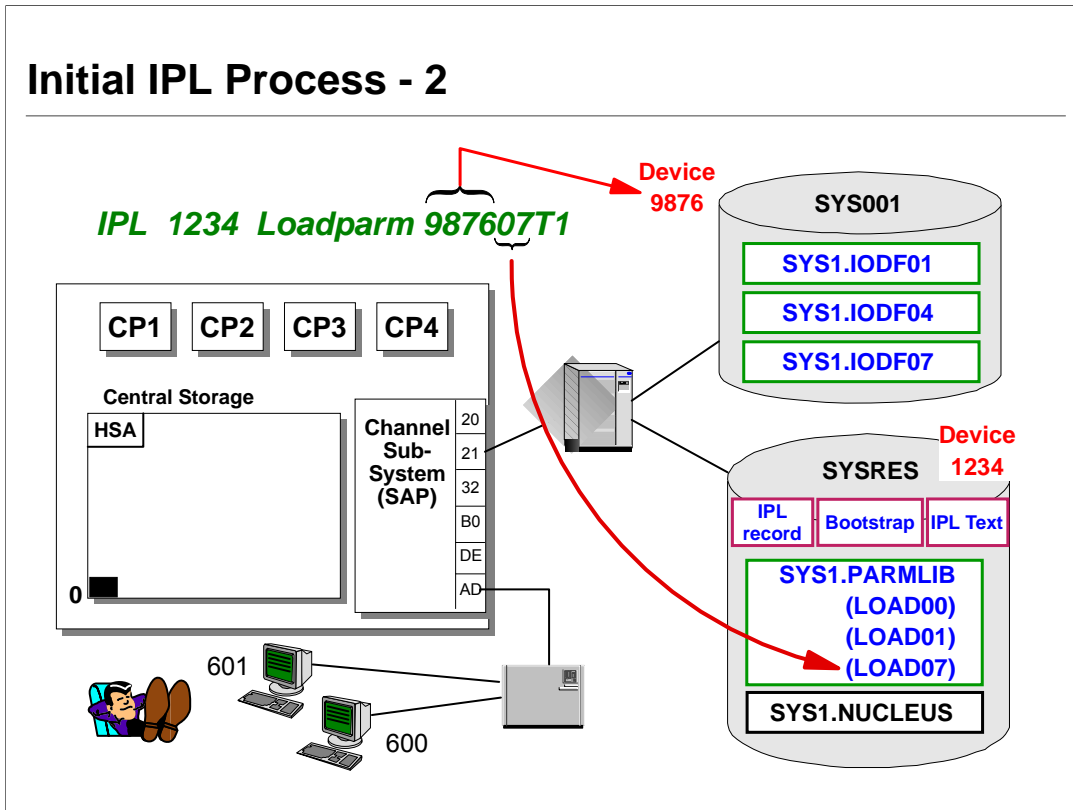 Initial IPL Process - 2
Device
9876
IPL 1234 Loadparm 987607T1
SYS001
SYS1.IODF01
SYS1.IODF04
SYS1.IODF07
CP1
CP2
CP3
CP4
Central Storage
HSA
0
Channel
Sub-
System
(SAP)
20
21
32
B0
DE
AD
Device
1234
SYSRES
IPL
record
Bootstrap
IPL Text
SYS1.PARMLIB
(LOAD00)
(LOAD01)
(LOAD07)
SYS1.NUCLEUS
601
600